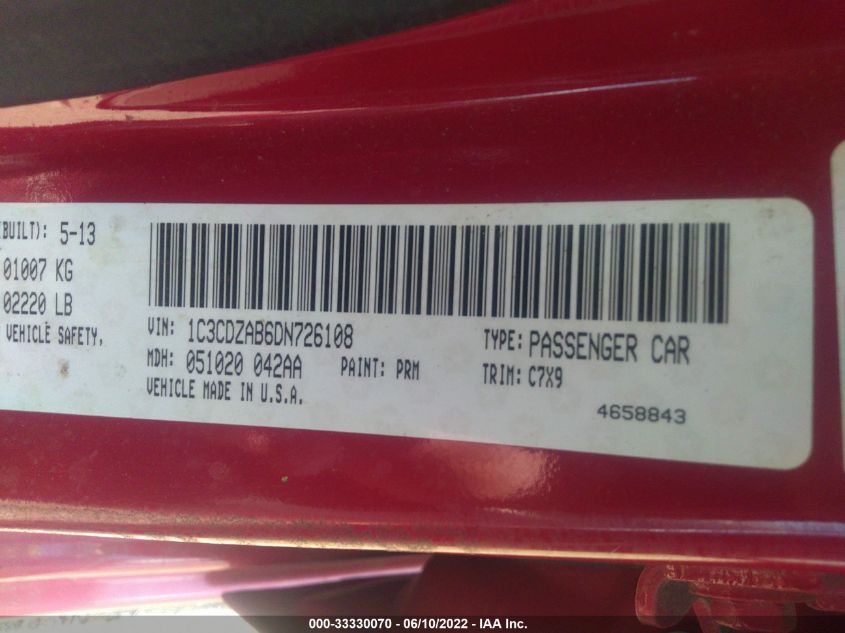 (BUILT): 5-13
01007 KG
02220 LB
VEHICLE SAFETY,
VIN: 1C3CDZAB6DN726108
MDH: 051020 042AA PAINT: PRM
VEHICLE MADE IN U.S.A.
TYPE: PASSENGER CAR
TRIM: C7X9
4658843
000-33330070 - 06/10/2022 - IAA Inc.